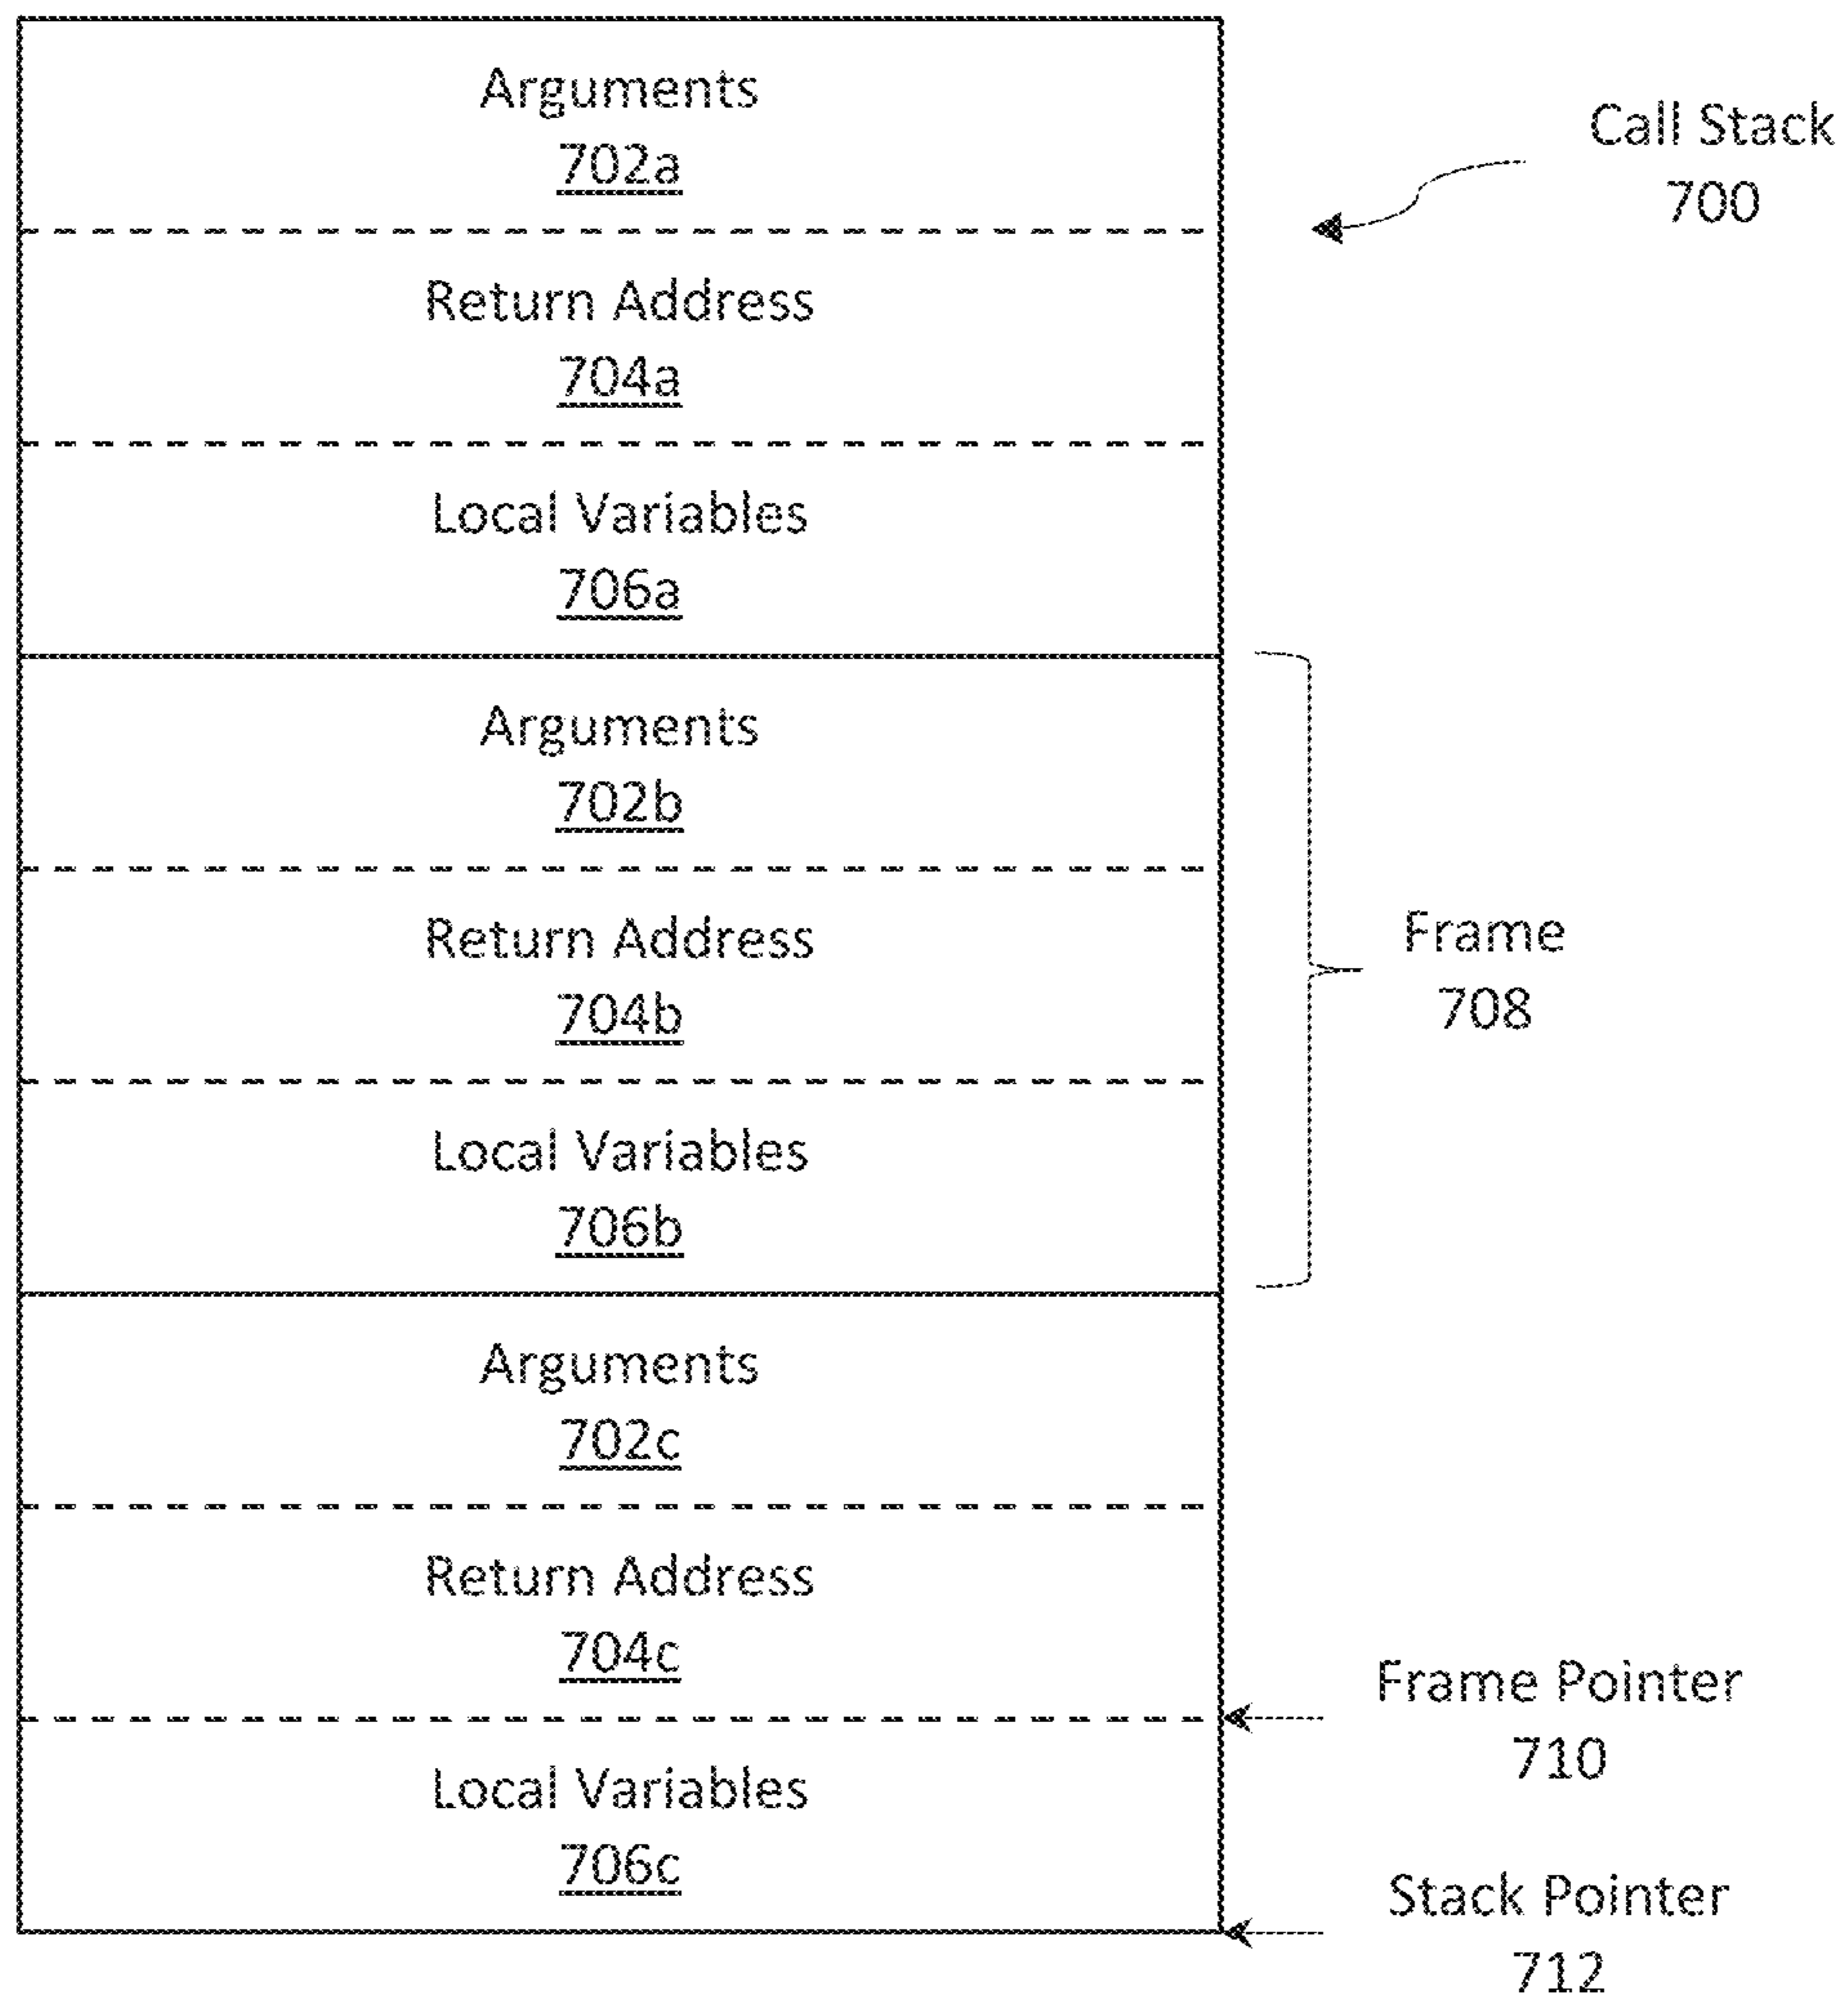 Arguments
702a
Call Stack
700
Return Address
704a
Local Variables
706a
Arguments
702b
Return Address
704b
Frame
708
Local Variables
706b
Arguments
702c
Return Address
704c
Frame Pointer
710
Local Variables
706c
Stack Pointer
712